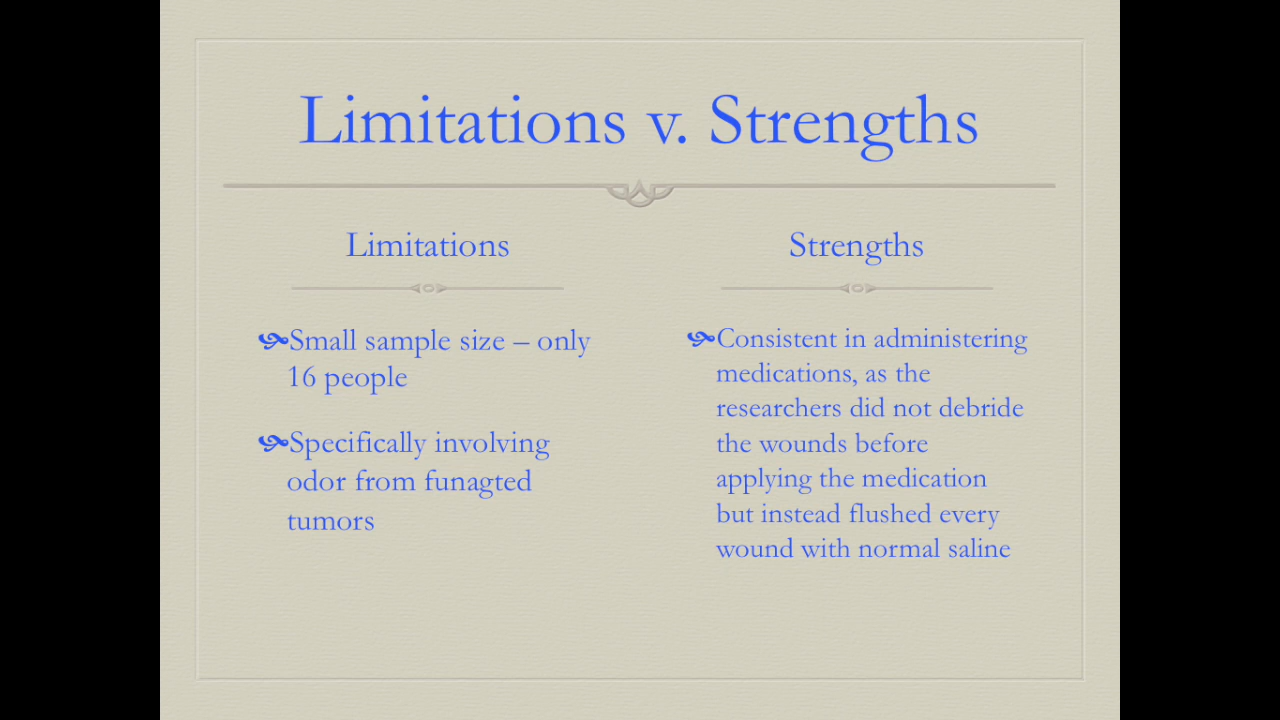 Limitations v. Strengths
Limitations
Small sample size – only
16 people
Specifically involving
odor from funagted
tumors
Strengths
Consistent in administering
medications, as the
researchers did not debride
the wounds before
applying the medication
but instead flushed every
wound with normal saline